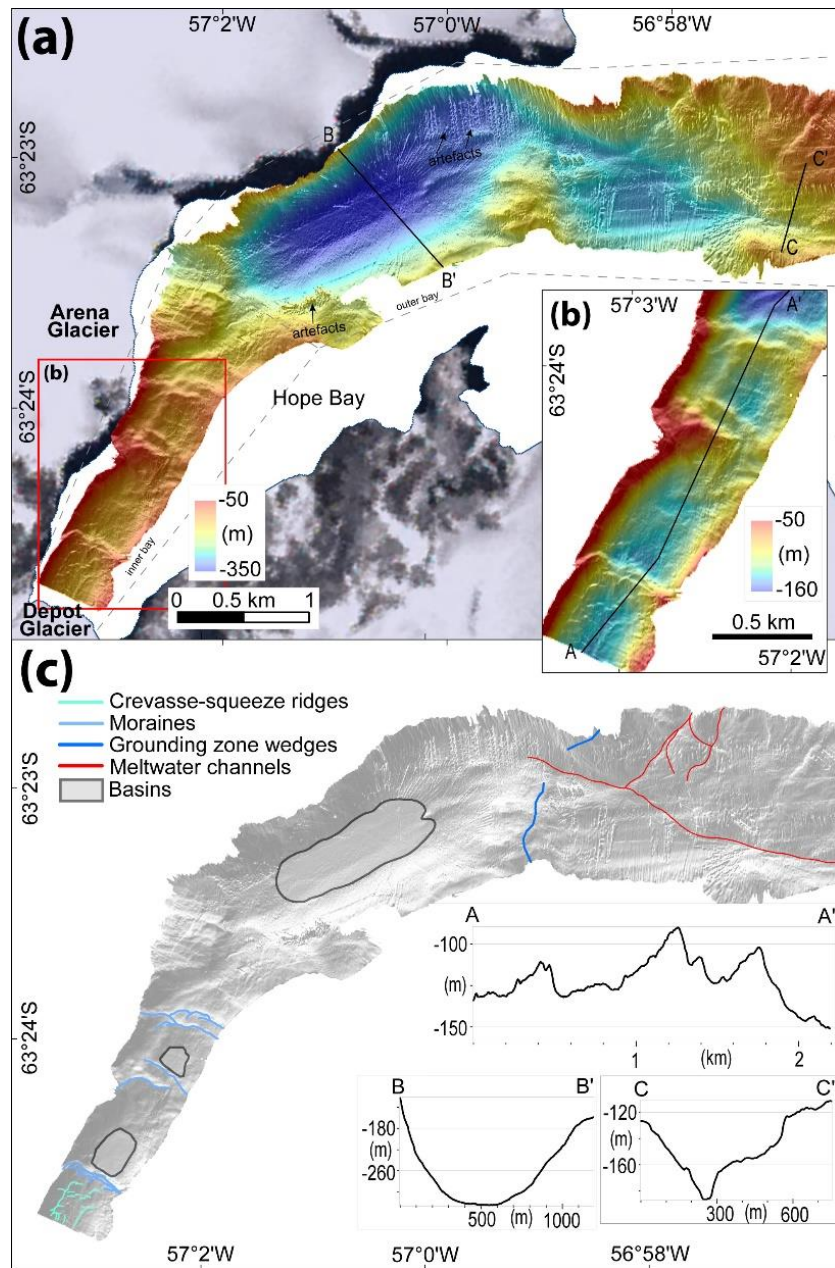 (a)
57°2'W
57°0'W
56°58'W
63°23'S
63°24'S
B
B'
C'
C
artefacts
artefacts
outer bay
inner bay
Arena
Glacier
(b)
Hope Bay
-50
(m)
-350
0 0.5 km 1
Depot
Glacier
(b)
57°3'W
63°24'S
A'
A
-50
(m)
-160
0.5 km
57°2'W
(c)
Crevasse-squeeze ridges
Moraines
Grounding zone wedges
Meltwater channels
Basins
63°23'S
63°24'S
A A'
-100
(m)
-150
1 (km) 2
B B'
-180
(m)
-260
500 (m) 1000
C C'
-120
(m)
-160
300 (m) 600
57°2'W
57°0'W
56°58'W